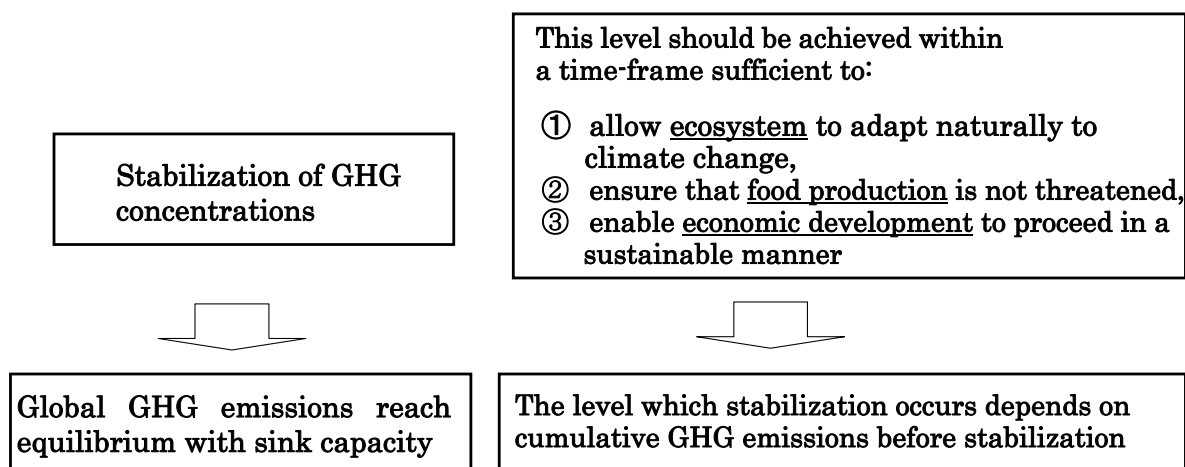 This level should be achieved within
a time-frame sufficient to:
① allow ecosystem to adapt naturally to
climate change,
② ensure that food production is not threatened,
③ enable economic development to proceed in a
sustainable manner
Stabilization of GHG
concentrations
Global GHG emissions reach
equilibrium with sink capacity
The level which stabilization occurs depends on
cumulative GHG emissions before stabilization